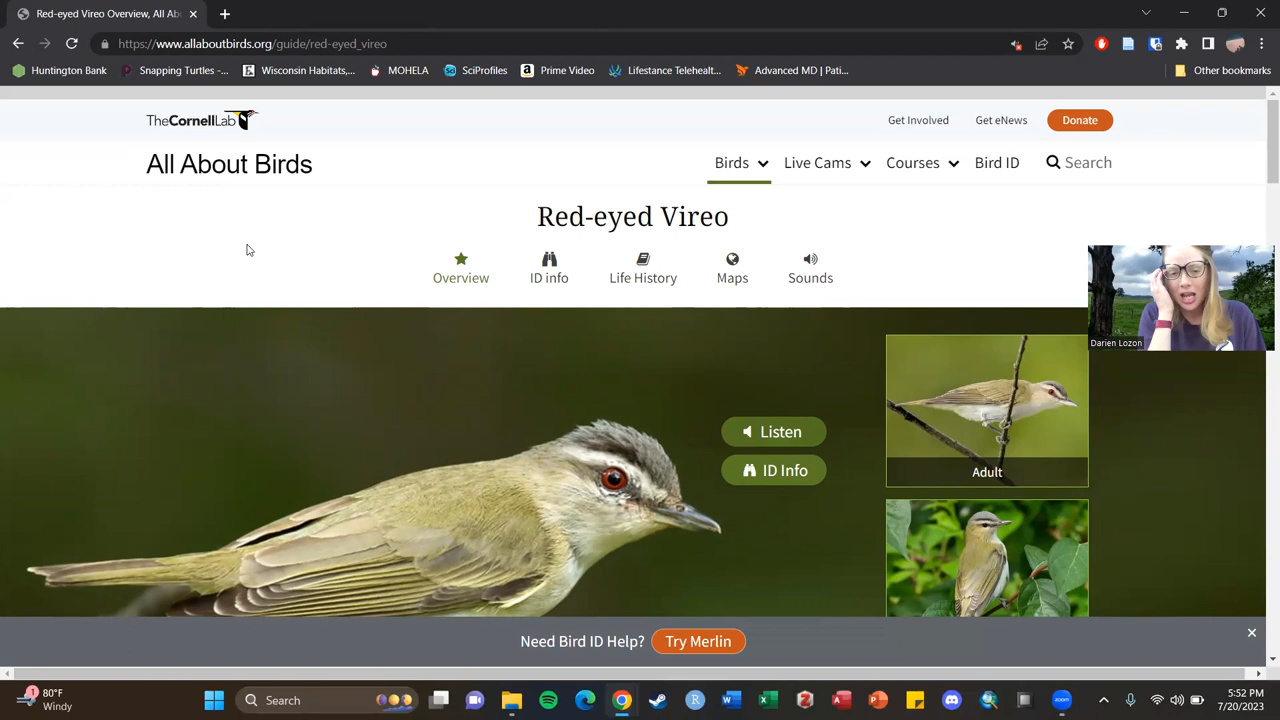 Red-eyed Vireo Overview, All Ab
https://www.allaboutbirds.org/guide/red-eyed_vireo
Huntington Bank
Snapping Turtles -...
Wisconsin Habitats,...
MOHELA
SciProfiles
Prime Video
Lifestance Telehealt...
Advanced MD | Pati...
Other bookmarks
TheCornellLab
Get Involved
Get eNews
Donate
All About Birds
Birds
Live Cams
Courses
Bird ID
Search
Red-eyed Vireo
Overview
ID info
Life History
Maps
Sounds
Darien Lozon
Listen
ID Info
Adult
Need Bird ID Help?
Try Merlin
1
80°F
Windy
Search
5:52 PM
7/20/2023